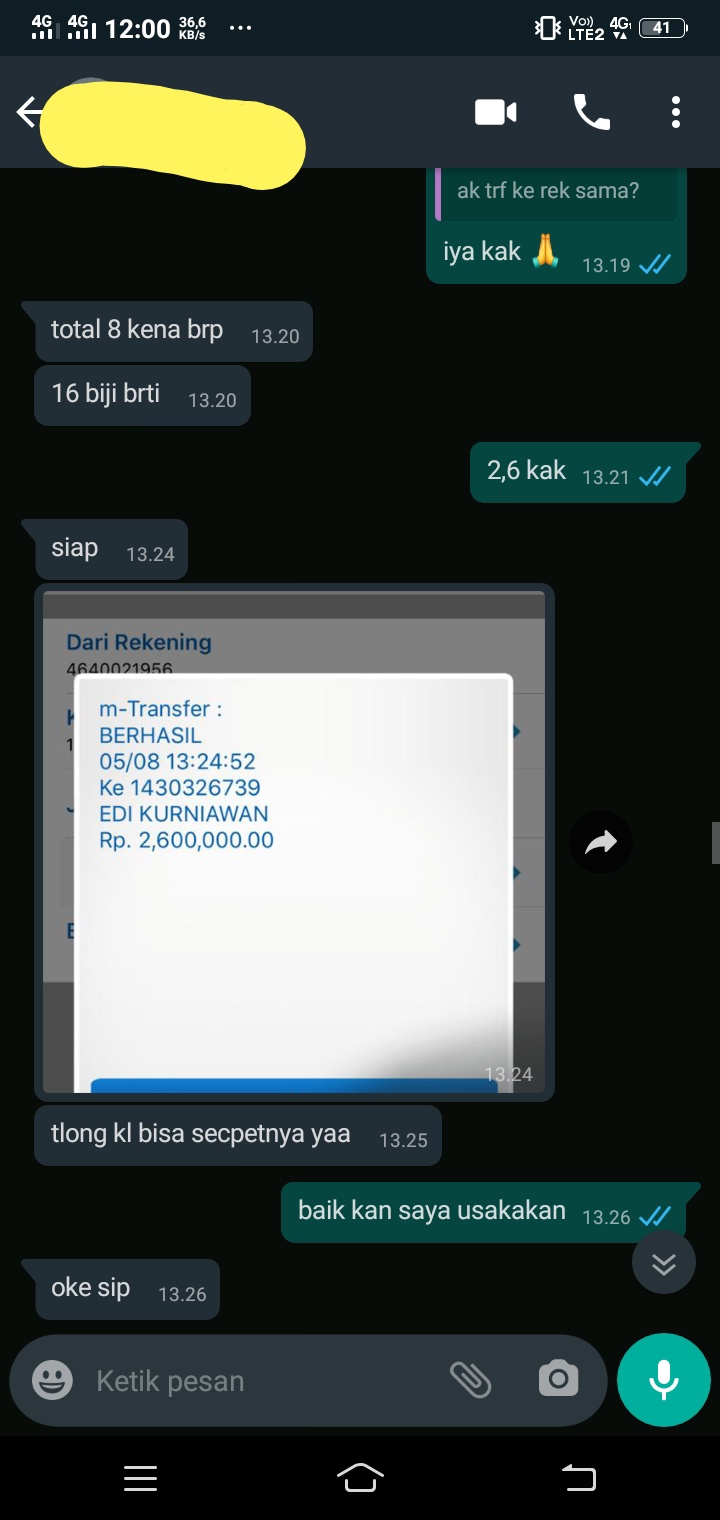 4G 4G 12:00 36,6 KB/s ... Vo)) LTE2 4G 41
ak trf ke rek sama?
iya kak 🙏 13.19
total 8 kena brp 13.20
16 biji brti 13.20
2,6 kak 13.21
siap 13.24
Dari Rekening
4640021956
m-Transfer :
BERHASIL
05/08 13:24:52
Ke 1430326739
EDI KURNIAWAN
Rp. 2,600,000.00
13.24
tlong kl bisa secpetnya yaa 13.25
baik kan saya usakakan 13.26
oke sip 13.26
Ketik pesan